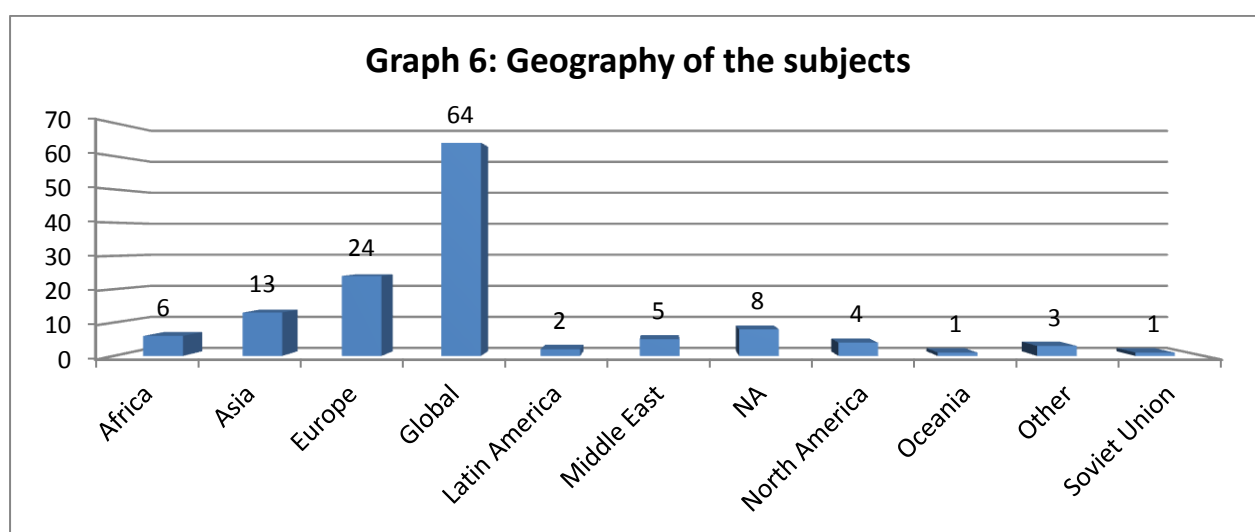 Graph 6: Geography of the subjects
70
60
50
40
30
20
10
0
6
13
24
64
2
5
8
4
1
3
1
Africa
Asia
Europe
Global
Latin America
Middle East
NA
North America
Oceania
Other
Soviet Union